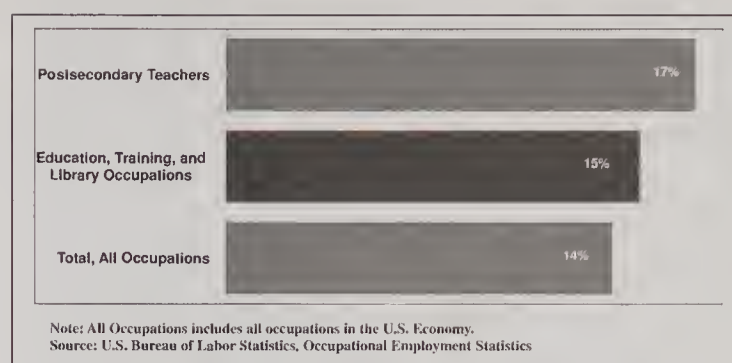 Postsecondary Teachers
17%
Education, Training, and
Library Occupations
15%
Total, All Occupations
14%
Note: All Occupations includes all occupations in the U.S. Economy.
Source: U.S. Bureau of Labor Statistics, Occupational Employment Statistics